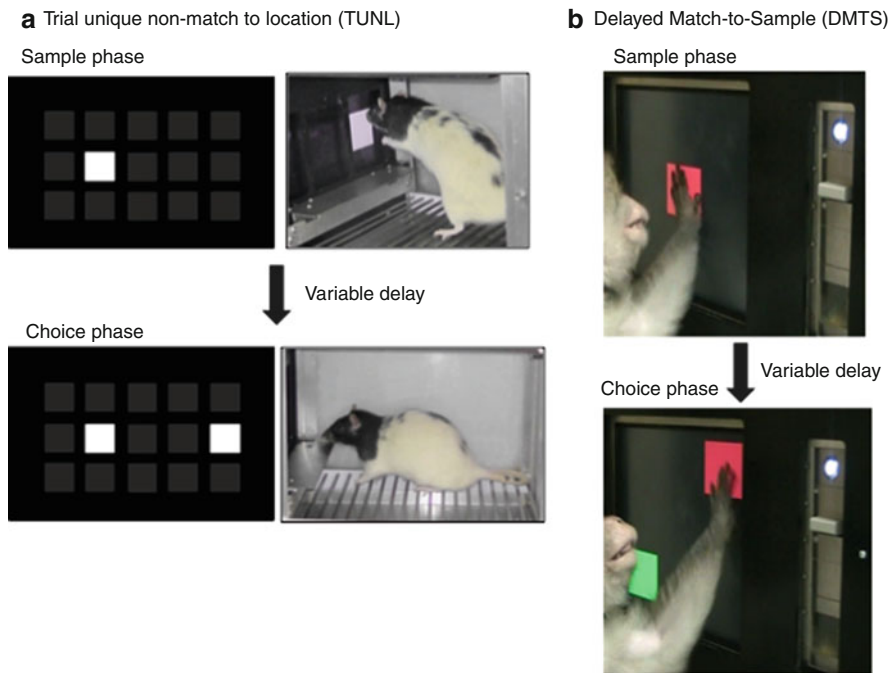 a Trial unique non-match to location (TUNL)
Sample phase
Variable delay
Choice phase
b Delayed Match-to-Sample (DMTS)
Sample phase
Variable delay
Choice phase